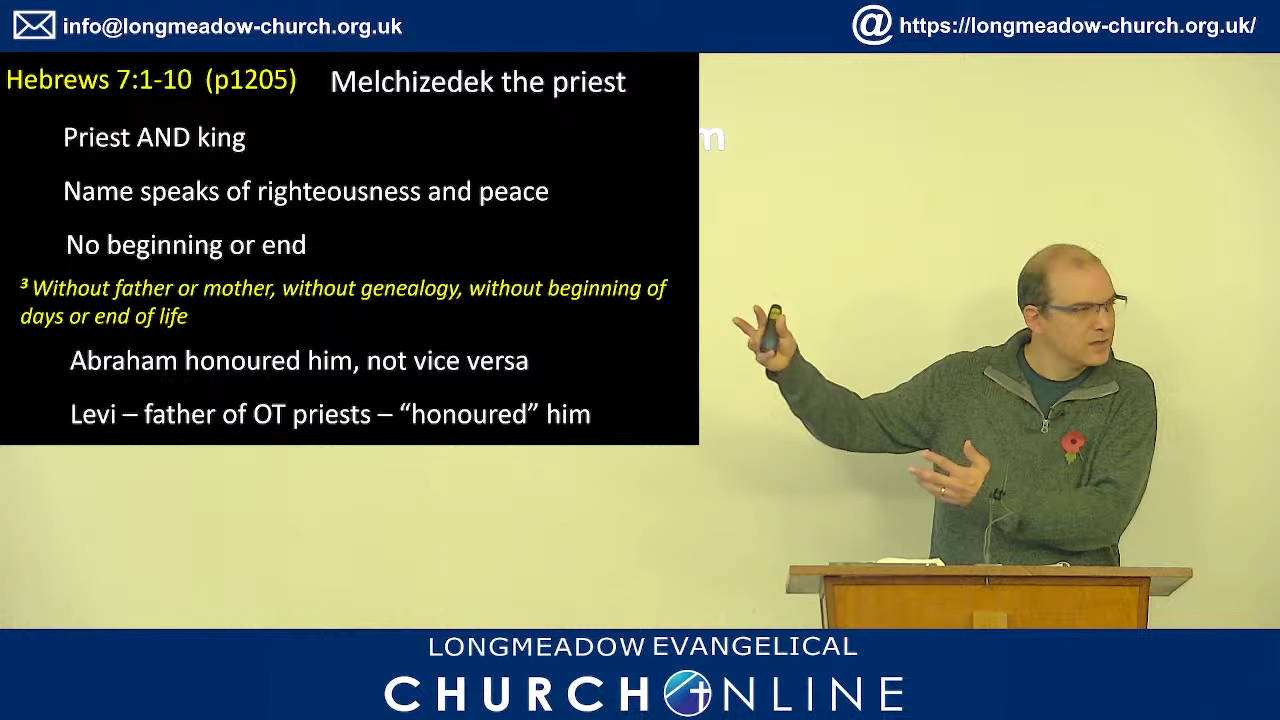 info@longmeadow-church.org.uk
@ https://longmeadow-church.org.uk/
Hebrews 7:1-10 (p1205) Melchizedek the priest
Priest AND king
m
Name speaks of righteousness and peace
No beginning or end
³ Without father or mother, without genealogy, without beginning of
days or end of life
Abraham honoured him, not vice versa
Levi – father of OT priests – “honoured” him
LONGMEADOW EVANGELICAL
CHURCH ONLINE